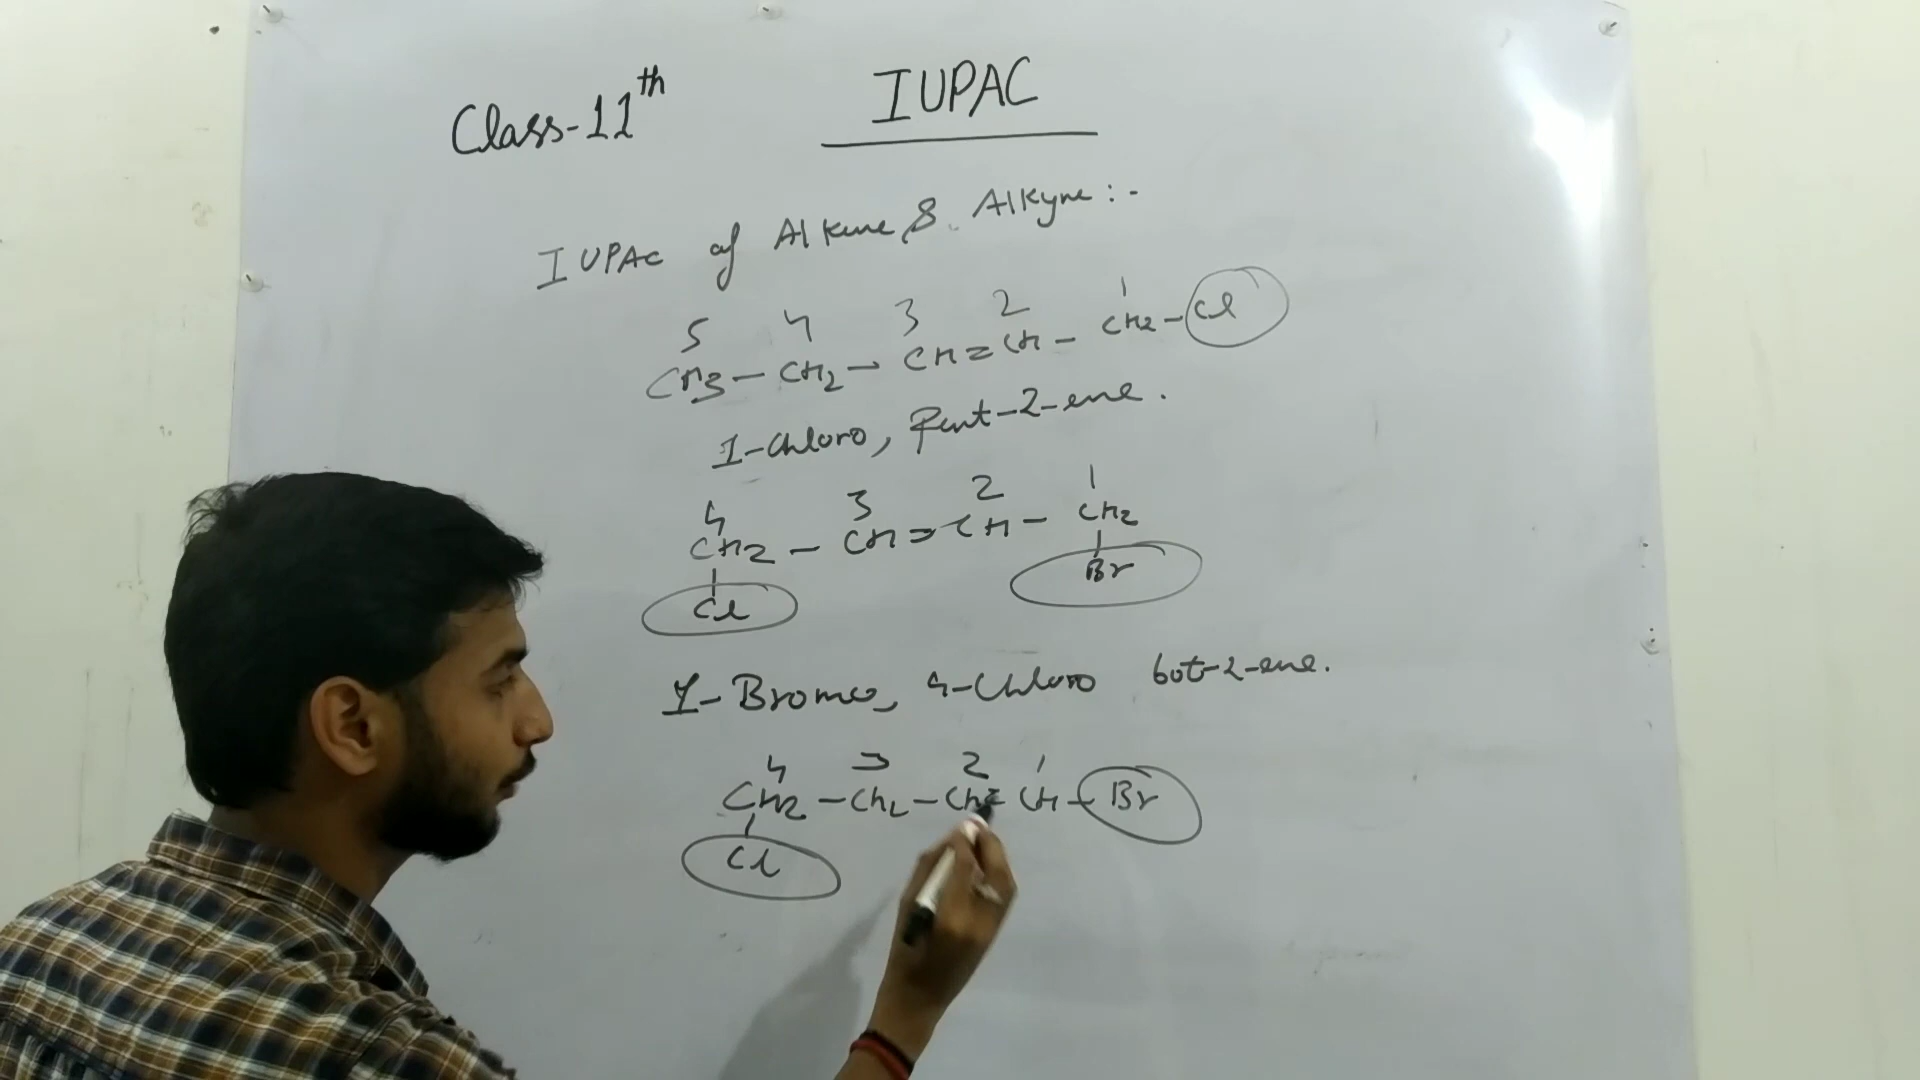 Class-11th
IUPAC
IUPAC of Alkene & Alkyne:-
5 4 3 2 1
CH3 - CH2 - CH = CH - CH2 - Cl
1-Chloro, Pent-2-ene.
4 3 2 1
CH2 - CH = CH - CH2
Cl Br
1-Bromo, 4-Chloro but-2-ene.
4 3 2 1
CH2 - CH2 - CH = CH - Br
Cl